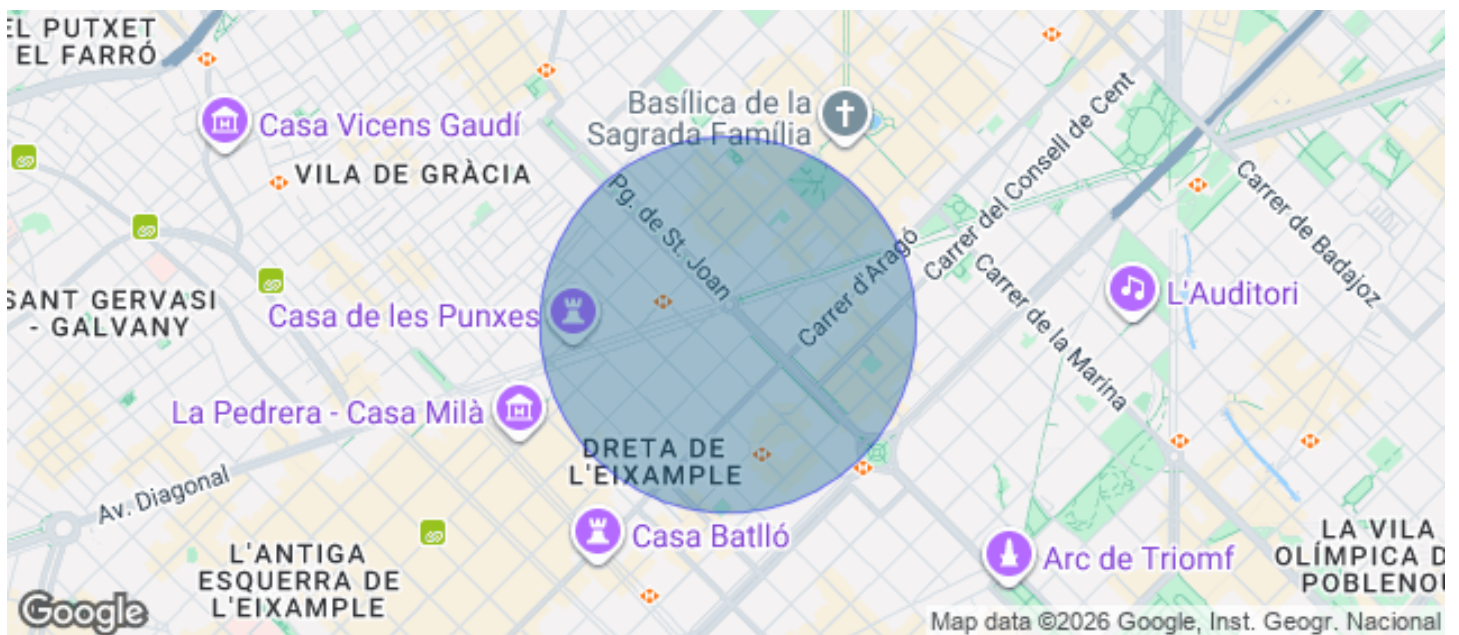 EL PUTXET
EL FARRÓ
Casa Vicens Gaudí
VILA DE GRÀCIA
Basílica de la
Sagrada Família
Carrer del Consell de Cent
Carrer de Badajoz
Pg. de St. Joan
Carrer d'Aragó
Carrer de la Marina
L'Auditori
SANT GERVASI
- GALVANY
Casa de les Punxes
La Pedrera - Casa Milà
DRETA DE
L'EIXAMPLE
Av. Diagonal
Casa Batlló
L'ANTIGA
ESQUERRA DE
L'EIXAMPLE
Arc de Triomf
LA VILA
OLÍMPICA D
POBLENOU
Google
Map data ©2026 Google, Inst. Geogr. Nacional